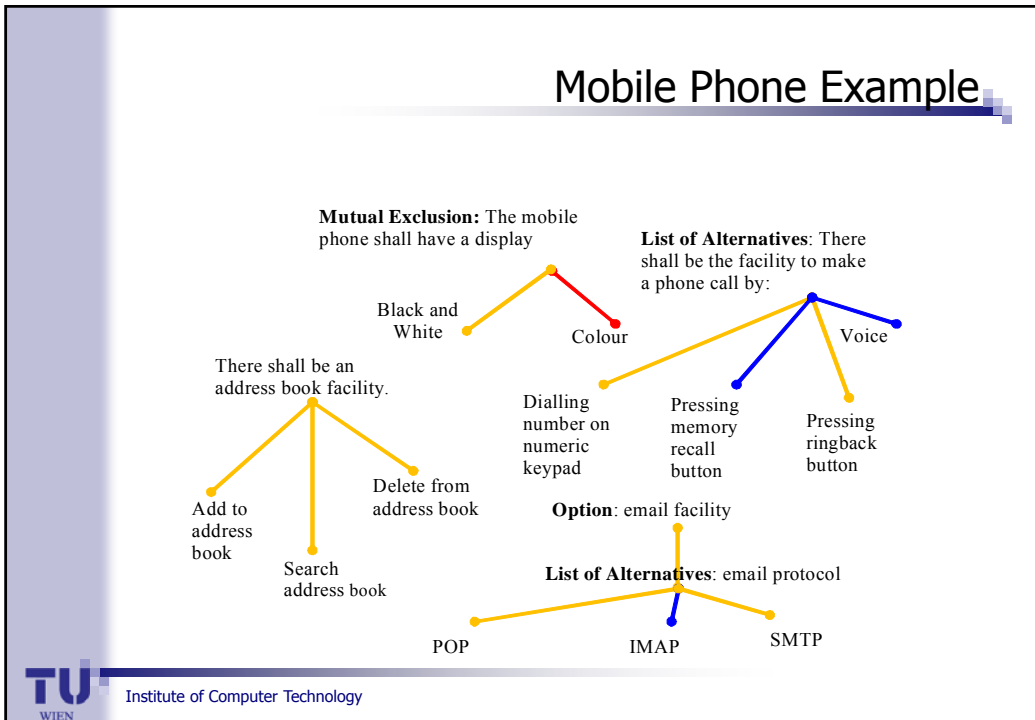 Mobile Phone Example
Mutual Exclusion: The mobile
phone shall have a display
Black and
White
Colour
List of Alternatives: There
shall be the facility to make
a phone call by:
Voice
Dialling
number on
numeric
keypad
Pressing
memory
recall
button
Pressing
ringback
button
There shall be an
address book facility.
Add to
address
book
Search
address book
Delete from
address book
Option: email facility
List of Alternatives: email protocol
POP
IMAP
SMTP
TU
WIEN
Institute of Computer Technology